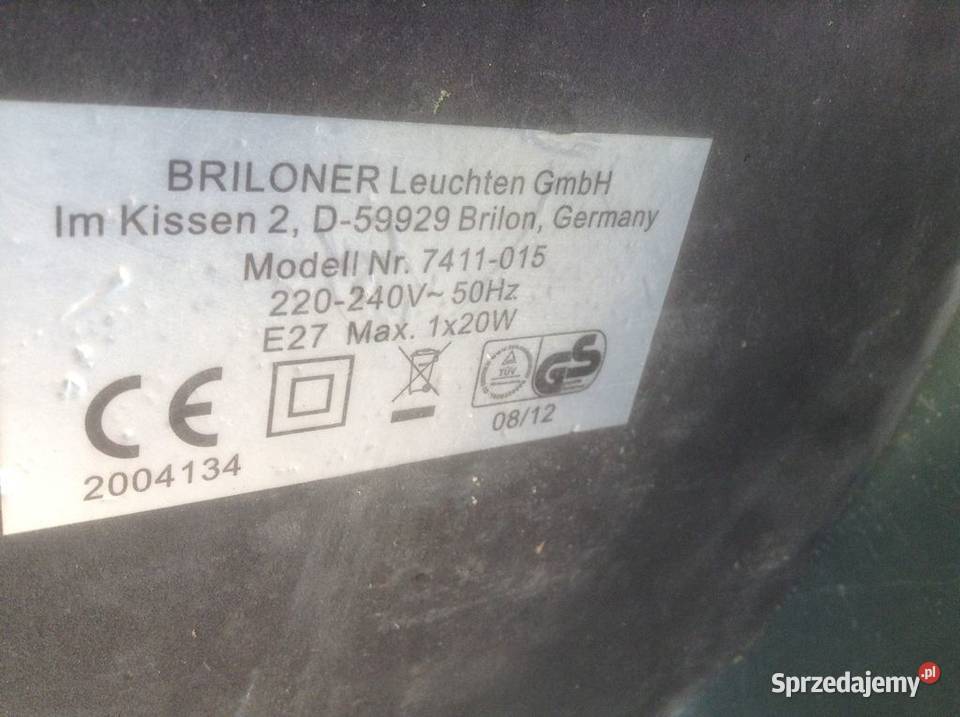 BRILONER Leuchten GmbH
Im Kissen 2, D-59929 Brilon, Germany
Modell Nr. 7411-015
220-240V~ 50Hz
E27 Max. 1x20W
CE
TÜV
GS
2004134
08/12
Sprzedajemy.pl